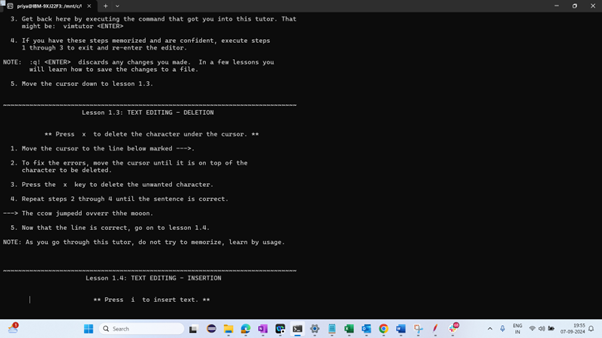 priya@IBM-9XJ22F3: /mnt/c/
3. Get back here by executing the command that got you into this tutor. That
might be: vimtutor <ENTER>
4. If you have these steps memorized and are confident, execute steps
1 through 3 to exit and re-enter the editor.
NOTE: :q! <ENTER> discards any changes you made. In a few lessons you
will learn how to save the changes to a file.
5. Move the cursor down to lesson 1.3.
Lesson 1.3: TEXT EDITING - DELETION
** Press x to delete the character under the cursor. **
1. Move the cursor to the line below marked --->.
2. To fix the errors, move the cursor until it is on top of the
character to be deleted.
3. Press the x key to delete the unwanted character.
4. Repeat steps 2 through 4 until the sentence is correct.
---> The ccow jumpedd ovverr thhe mooon.
5. Now that the line is correct, go on to lesson 1.4.
NOTE: As you go through this tutor, do not try to memorize, learn by usage.
Lesson 1.4: TEXT EDITING - INSERTION
** Press i to insert text. **
Search
ENG
IN
19:55
07-09-2024